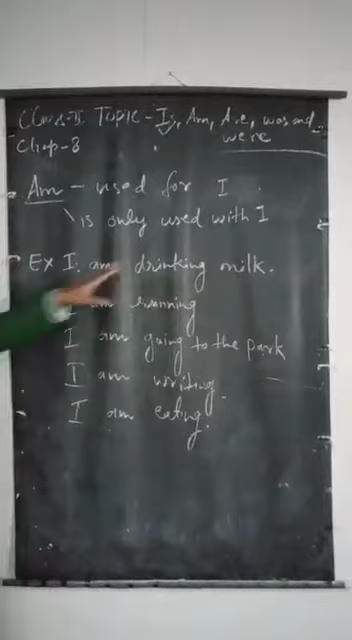 Class-II Topic - Is, Am, Are, was and
were
Chap-8
Am - used for I
is only used with I
Ex I am drinking milk.
I am running
I am going to the park
I am writing.
I am eating.